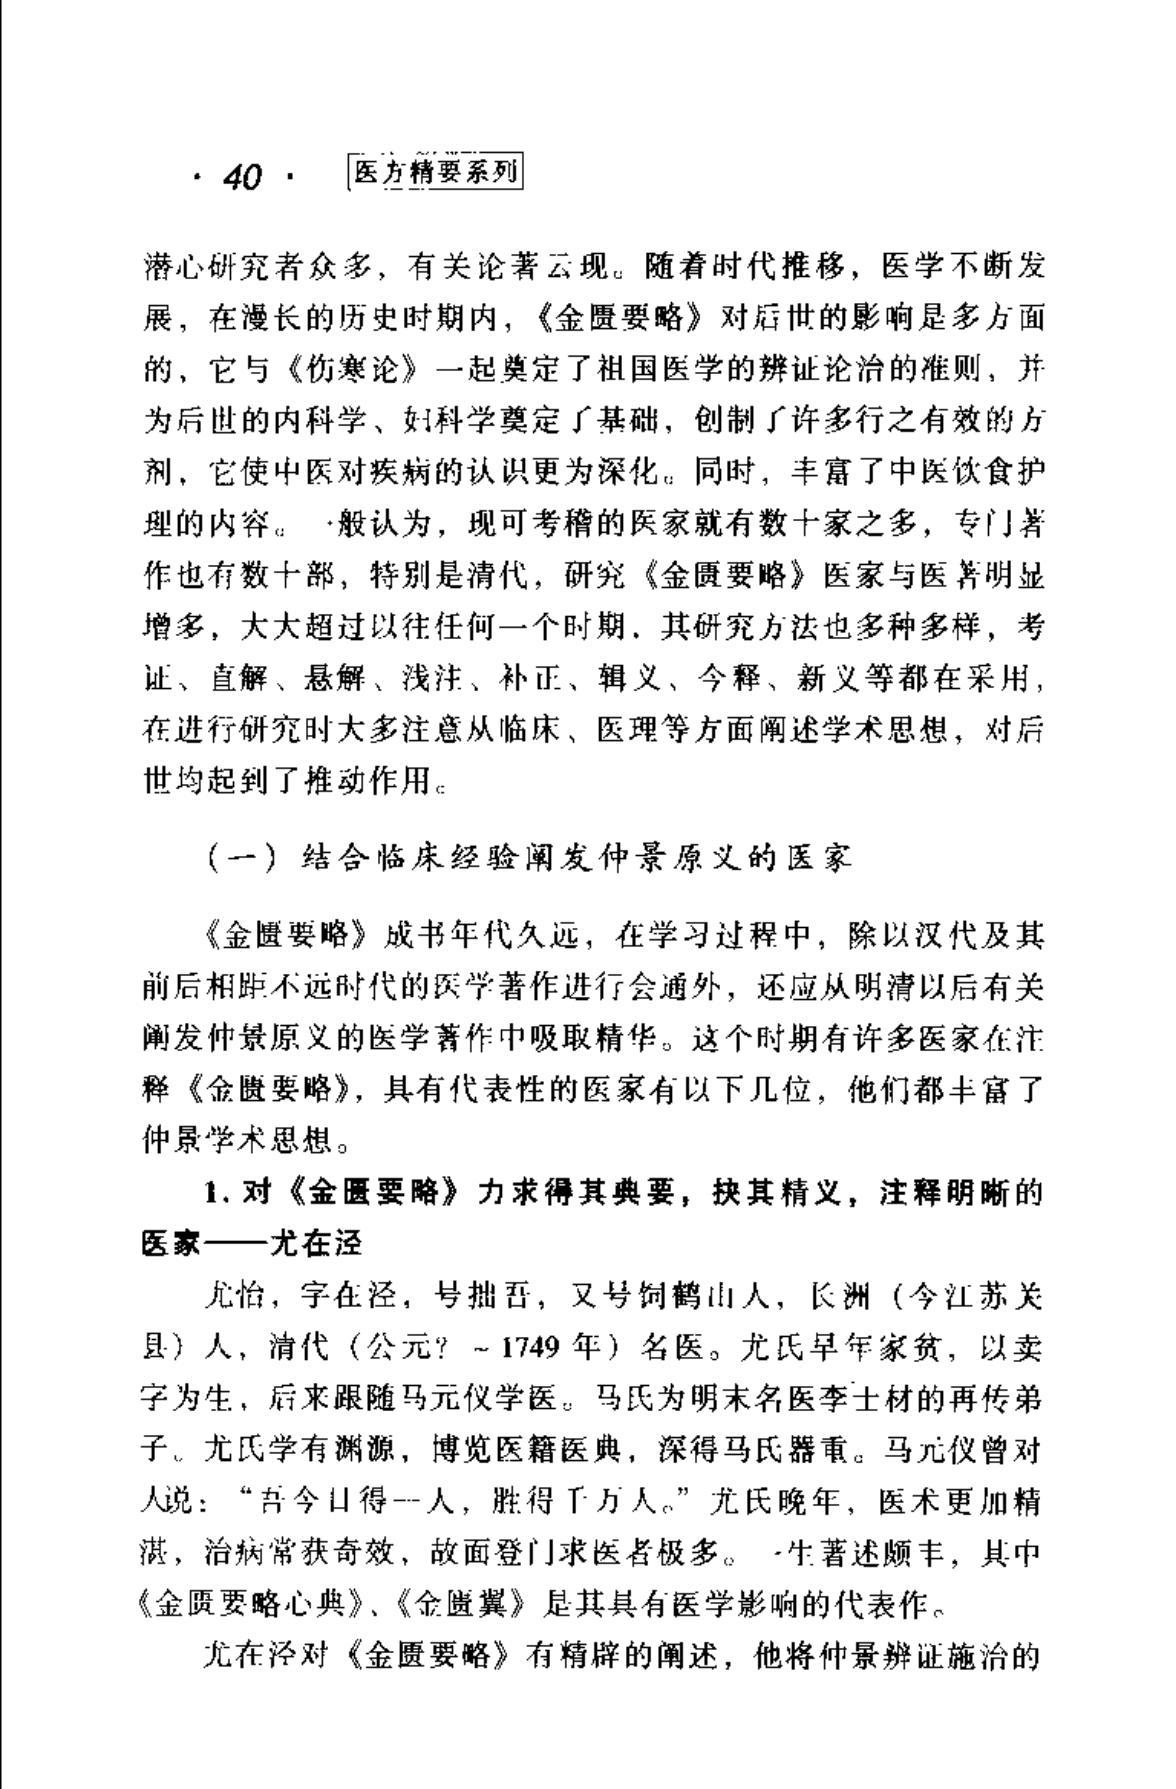 · 40 · 医方精要系列
潜心研究者众多，有关论著云现。随着时代推移，医学不断发
展，在漫长的历史时期内，《金匮要略》对后世的影响是多方面
的，它与《伤寒论》一起奠定了祖国医学的辨证论治的准则，并
为后世的内科学、妇科学奠定了基础，创制了许多行之有效的方
剂，它使中医对疾病的认识更为深化。同时，丰富了中医饮食护
理的内容。一般认为，现可考稽的医家就有数十家之多，专门著
作也有数十部，特别是清代，研究《金匮要略》医家与医著明显
增多，大大超过以往任何一个时期．其研究方法也多种多样，考
证、直解、悬解、浅注、补正、辑义、今释、新义等都在采用，
在进行研究时大多注意从临床、医理等方面阐述学术思想，对后
世均起到了推动作用。
（一）结合临床经验阐发仲景原义的医家
《金匮要略》成书年代久远，在学习过程中，除以汉代及其
前后相距不远时代的医学著作进行会通外，还应从明清以后有关
阐发仲景原义的医学著作中吸取精华。这个时期有许多医家在注
释《金匮要略》，具有代表性的医家有以下几位，他们都丰富了
仲景学术思想。
1. 对《金匮要略》力求得其典要，抉其精义，注释明晰的
医家——尤在泾
尤怡，字在泾，号拙吾，又号饲鹤山人，长洲（今江苏关
县）人，清代（公元？～1749 年）名医。尤氏早年家贫，以卖
字为生，后来跟随马元仪学医。马氏为明末名医李士材的再传弟
子。尤氏学有渊源，博览医籍医典，深得马氏器重。马元仪曾对
人说：“吾今日得一人，胜得千万人。”尤氏晚年，医术更加精
湛，治病常获奇效，故面登门求医者极多。一生著述颇丰，其中
《金匮要略心典》、《金匮翼》是其具有医学影响的代表作。
尤在泾对《金匮要略》有精辟的阐述，他将仲景辨证施治的